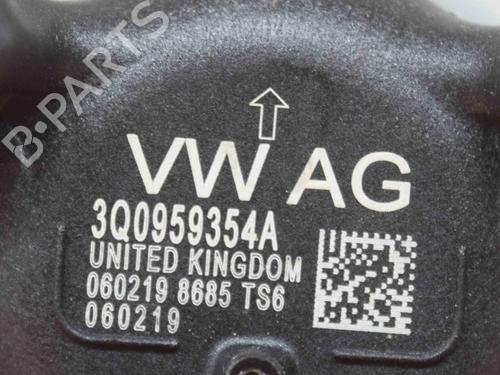 B-PARTS
VW AG
3Q0959354A
UNITED KINGDOM
060219 8685 TS6
060219